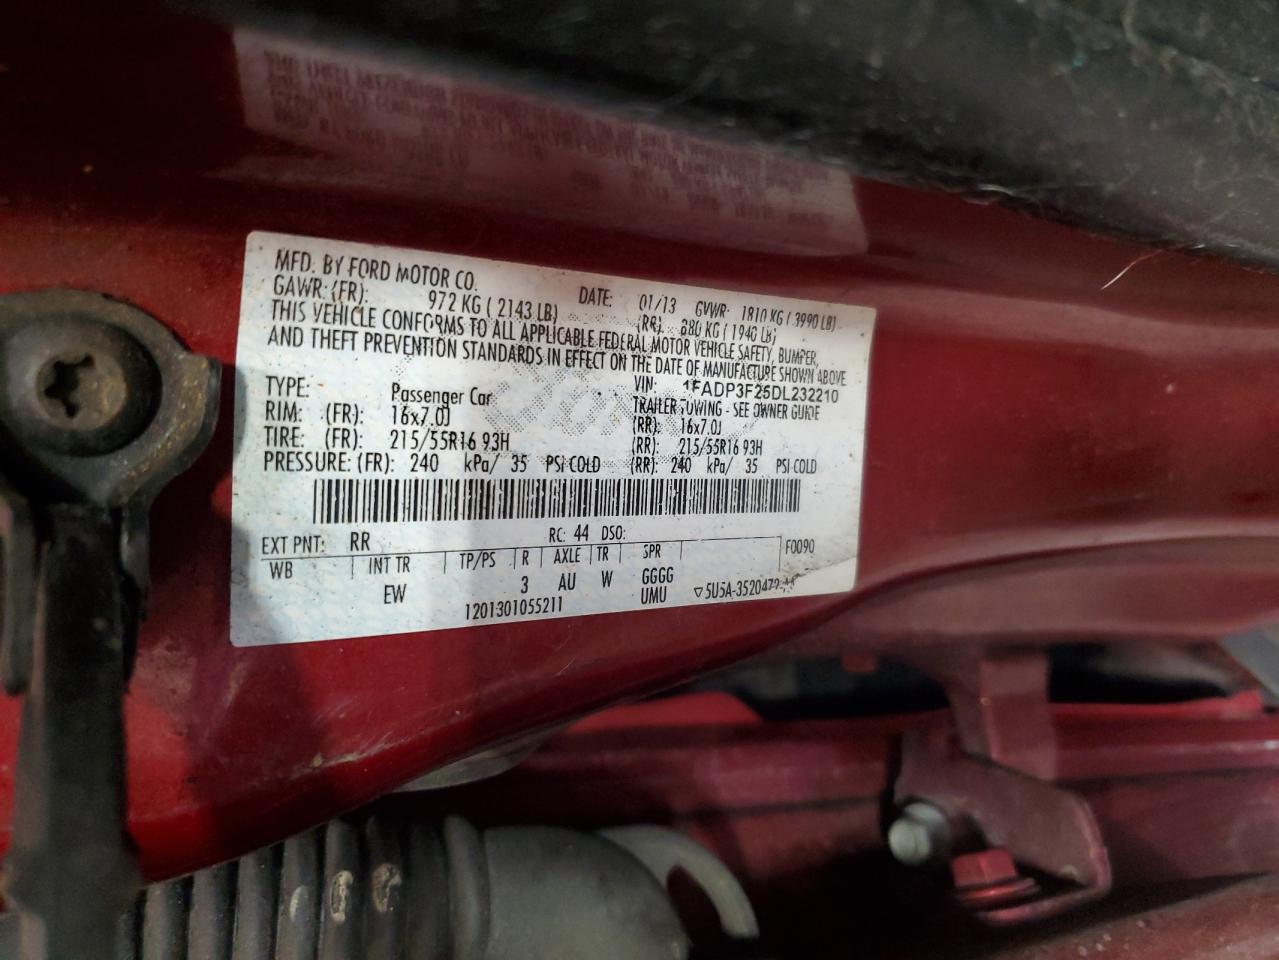 MFD. BY FORD MOTOR CO.
DATE: 01/13 GVWR: 1810 KG ( 3990 LB)
GAWR: (FR): 972 KG ( 2143 LB) (RR): 880 KG ( 1940 LB)
THIS VEHICLE CONFORMS TO ALL APPLICABLE FEDERAL MOTOR VEHICLE SAFETY, BUMPER,
AND THEFT PREVENTION STANDARDS IN EFFECT ON THE DATE OF MANUFACTURE SHOWN ABOVE
VIN: 1FADP3F25DL232210
TYPE: Passenger Car TRAILER TOWING - SEE OWNER GUIDE
RIM: (FR): 16x7.0J (RR): 16x7.0J
TIRE: (FR): 215/55R16 93H (RR): 215/55R16 93H
PRESSURE: (FR): 240 kPa/ 35 PSI COLD (RR): 240 kPa/ 35 PSI COLD
EXT PNT: RR RC: 44 DSO: F0090
WB INT TR TP/PS R AXLE TR SPR
EW 3 AU W GGGG
UMU
1201301055211 ▽5U5A-3520472-